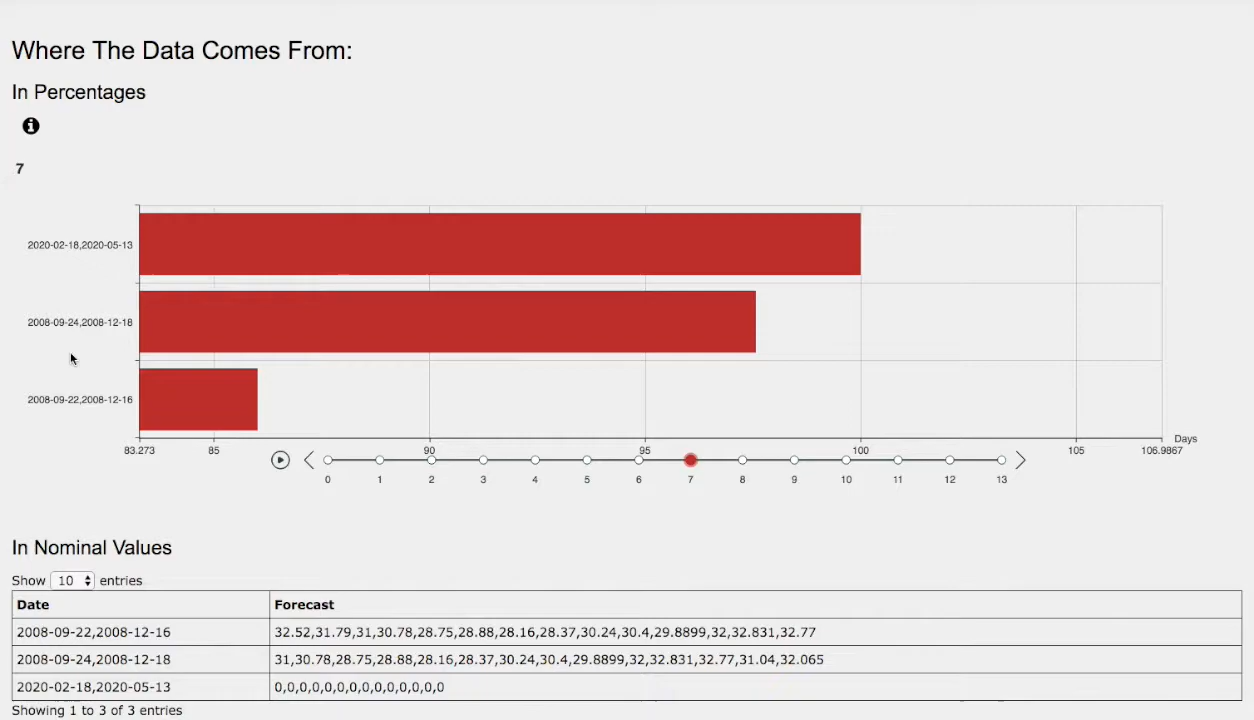 Where The Data Comes From:
In Percentages
7
2020-02-18,2020-05-13
2008-09-24,2008-12-18
2008-09-22,2008-12-16
Days
83.273 85 90 95 100 105 106.9867
0 1 2 3 4 5 6 7 8 9 10 11 12 13
In Nominal Values
Show 10 entries
Date Forecast
2008-09-22,2008-12-16 32.52,31.79,31,30.78,28.75,28.88,28.16,28.37,30.24,30.4,29.8899,32,32.831,32.77
2008-09-24,2008-12-18 31,30.78,28.75,28.88,28.16,28.37,30.24,30.4,29.8899,32,32.831,32.77,31.04,32.065
2020-02-18,2020-05-13 0,0,0,0,0,0,0,0,0,0,0,0,0,0
Showing 1 to 3 of 3 entries